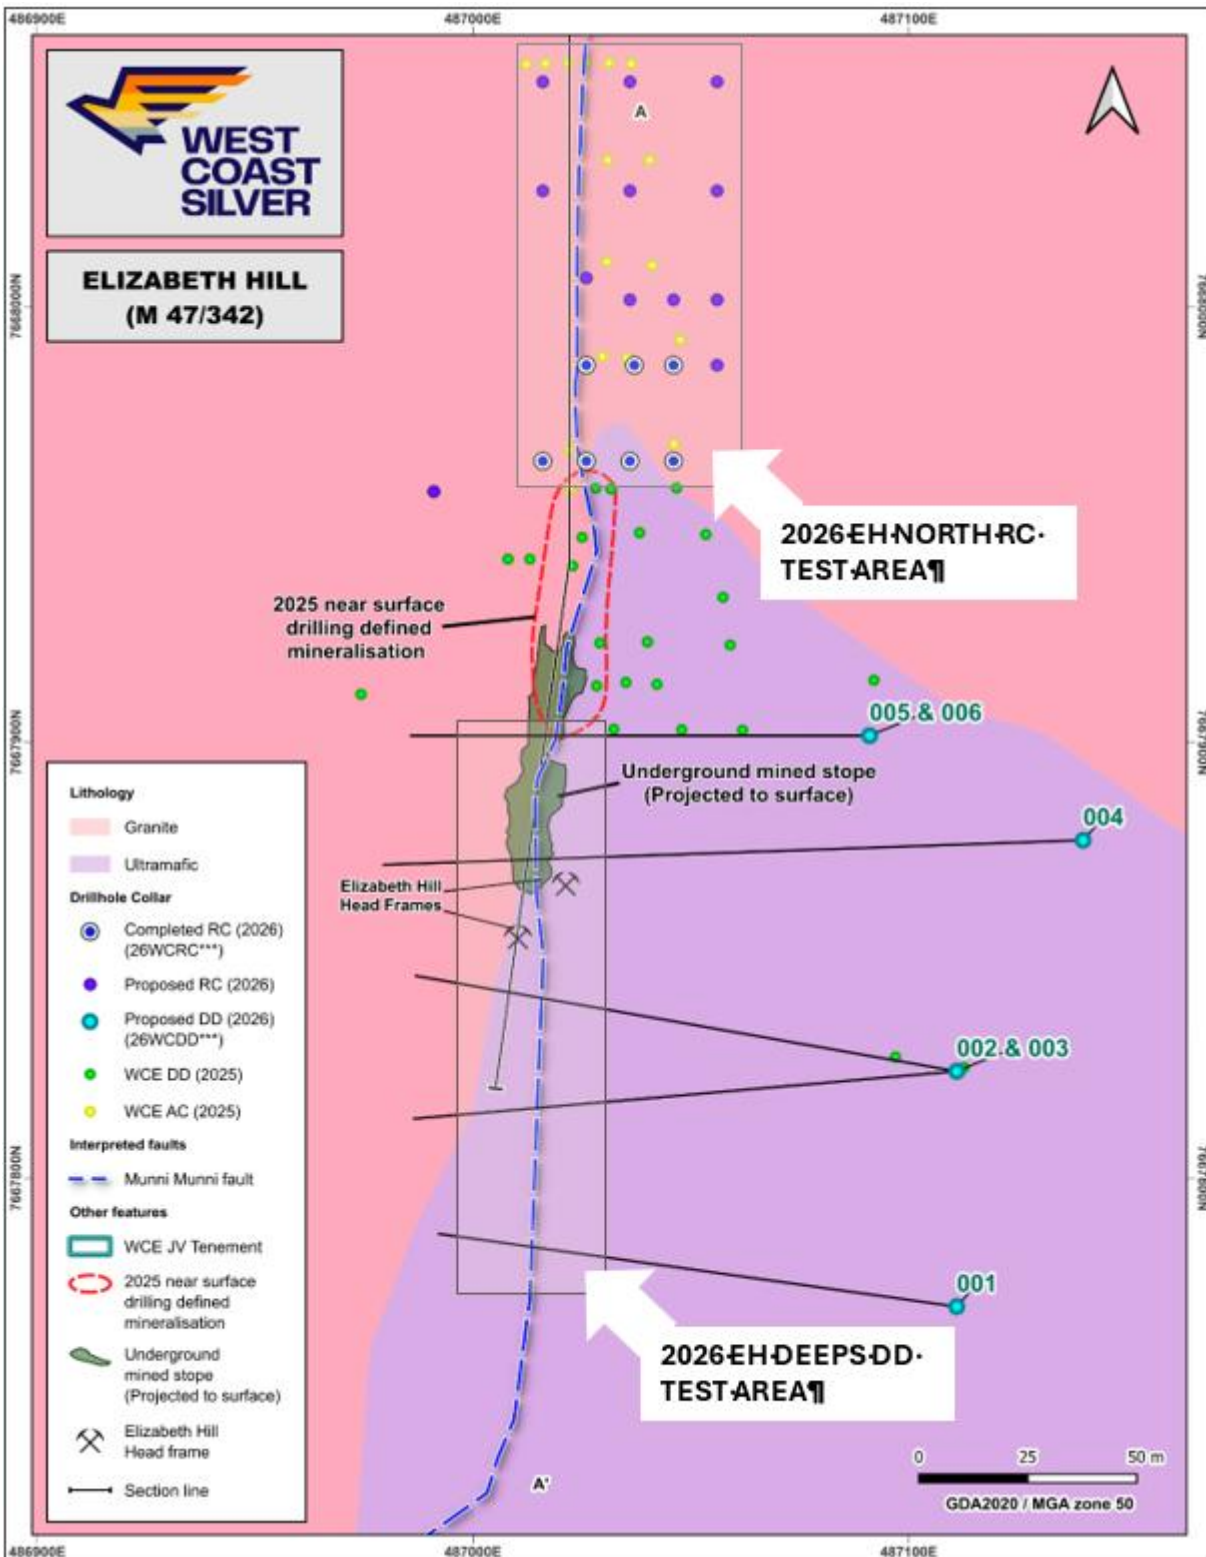 486900E
487000E
487100E
WEST
COAST
SILVER
ELIZABETH HILL
(M 47/342)
A
7668000N
7668000N
2026·EH·NORTH·RC·
TEST·AREA¶
2025 near surface
drilling defined
mineralisation
005 & 006
7667900N
7667900N
Underground mined stope
(Projected to surface)
004
Elizabeth Hill
Head Frames
002 & 003
7667800N
7667800N
001
2026·EH·DEEPS·DD·
TEST·AREA¶
A'
Lithology
Granite
Ultramafic
Drillhole Collar
Completed RC (2026)
(26WCRC***)
Proposed RC (2026)
Proposed DD (2026)
(26WCDD***)
WCE DD (2025)
WCE AC (2025)
Interpreted faults
Munni Munni fault
Other features
WCE JV Tenement
2025 near surface
drilling defined
mineralisation
Underground
mined stope
(Projected to surface)
Elizabeth Hill
Head frame
Section line
0 25 50 m
GDA2020 / MGA zone 50
486900E
487000E
487100E